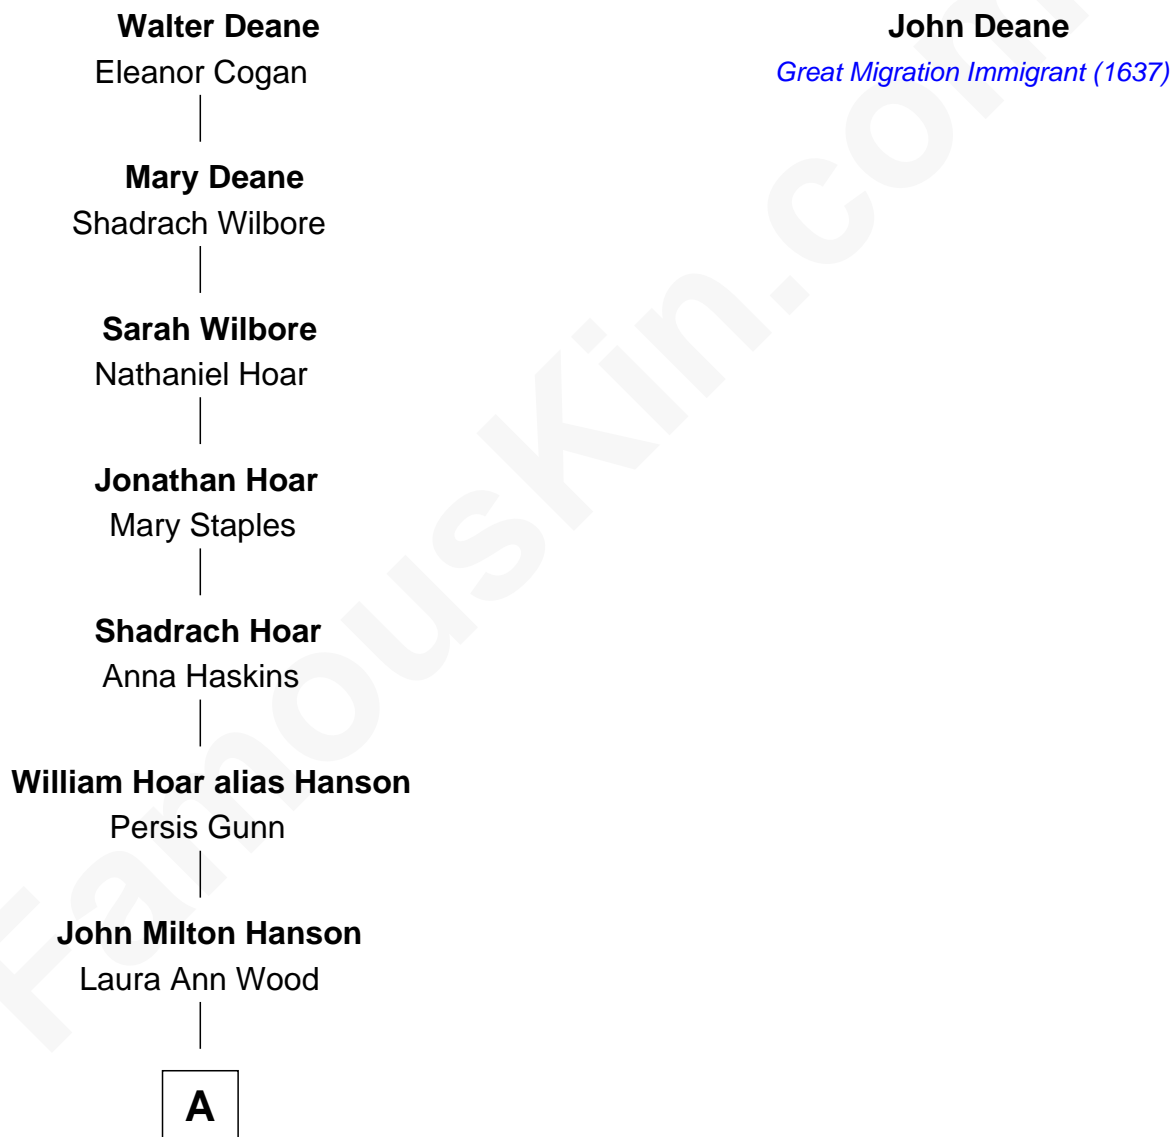 Walter Deane
Eleanor Cogan
John Deane
Great Migration Immigrant (1637)
Mary Deane
Shadrach Wilbore
Sarah Wilbore
Nathaniel Hoar
Jonathan Hoar
Mary Staples
Shadrach Hoar
Anna Haskins
William Hoar alias Hanson
Persis Gunn
John Milton Hanson
Laura Ann Wood
A
FamousKin.com